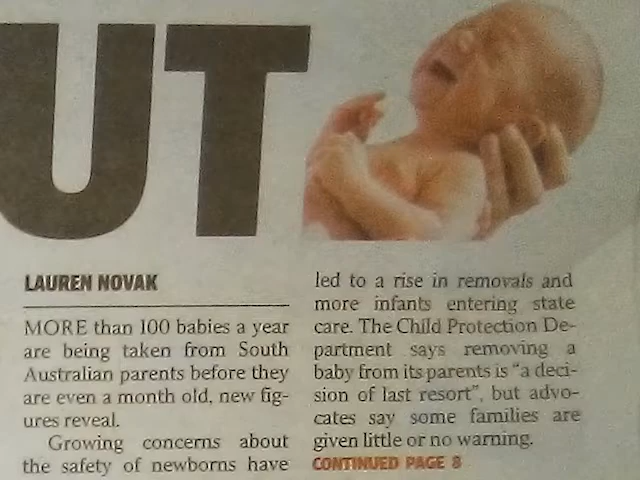 UT
LAUREN NOVAK
MORE than 100 babies a year
are being taken from South
Australian parents before they
are even a month old, new fig-
ures reveal.
Growing concerns about
the safety of newborns have
led to a rise in removals and
more infants entering state
care. The Child Protection De-
partment says removing a
baby from its parents is "a deci-
sion of last resort", but advo-
cates say some families are
given little or no warning.
CONTINUED PAGE 8